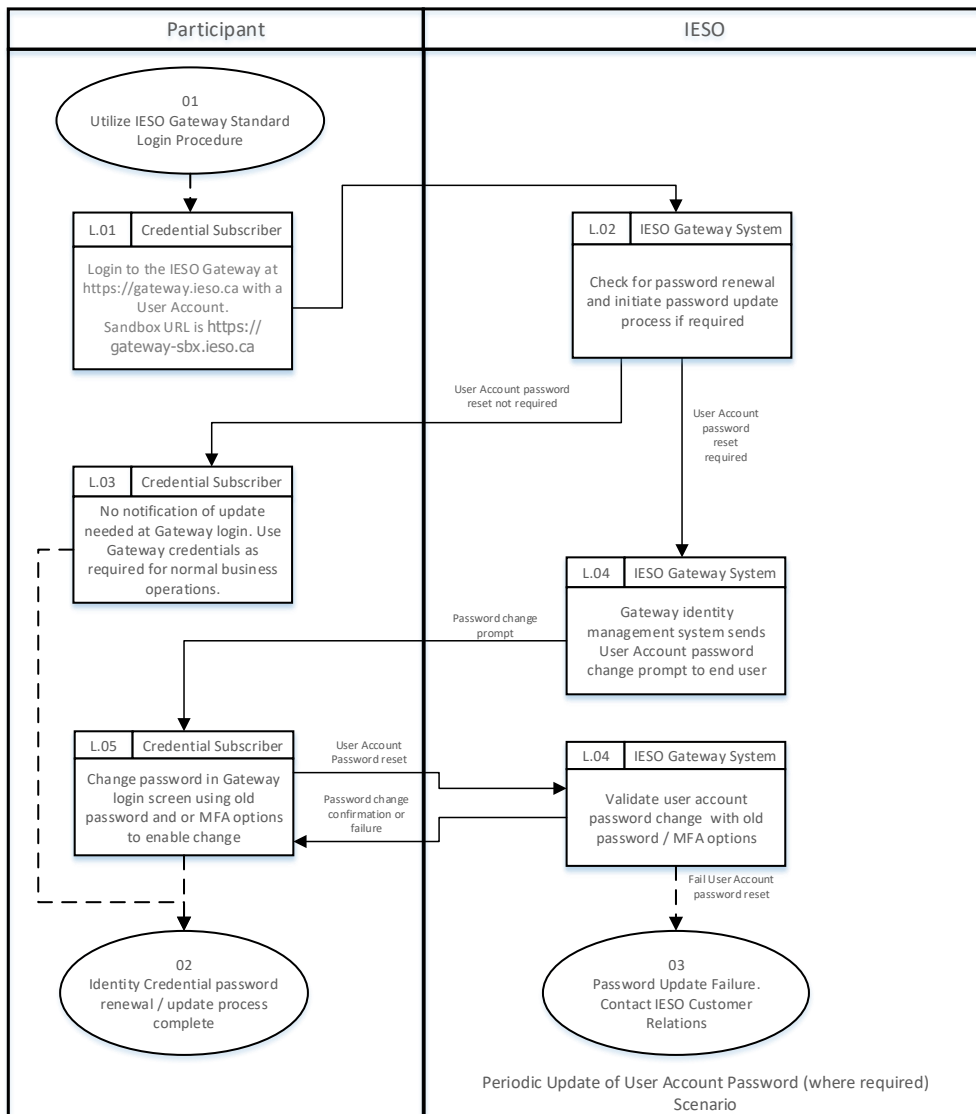 Participant
IESO
01
Utilize IESO Gateway Standard
Login Procedure
L.01
Credential Subscriber
Login to the IESO Gateway at
https://gateway.ieso.ca with a
User Account.
Sandbox URL is https://
gateway-sbx.ieso.ca
L.02
IESO Gateway System
Check for password renewal
and initiate password update
process if required
User Account password
reset not required
User Account
password
reset
required
L.03
Credential Subscriber
No notification of update
needed at Gateway login. Use
Gateway credentials as
required for normal business
operations.
L.04
IESO Gateway System
Gateway identity
management system sends
User Account password
change prompt to end user
Password change
prompt
L.05
Credential Subscriber
Change password in Gateway
login screen using old
password and or MFA options
to enable change
User Account
Password reset
Password change
confirmation or
failure
L.04
IESO Gateway System
Validate user account
password change with old
password / MFA options
Fail User Account
password reset
02
Identity Credential password
renewal / update process
complete
03
Password Update Failure.
Contact IESO Customer
Relations
Periodic Update of User Account Password (where required)
Scenario